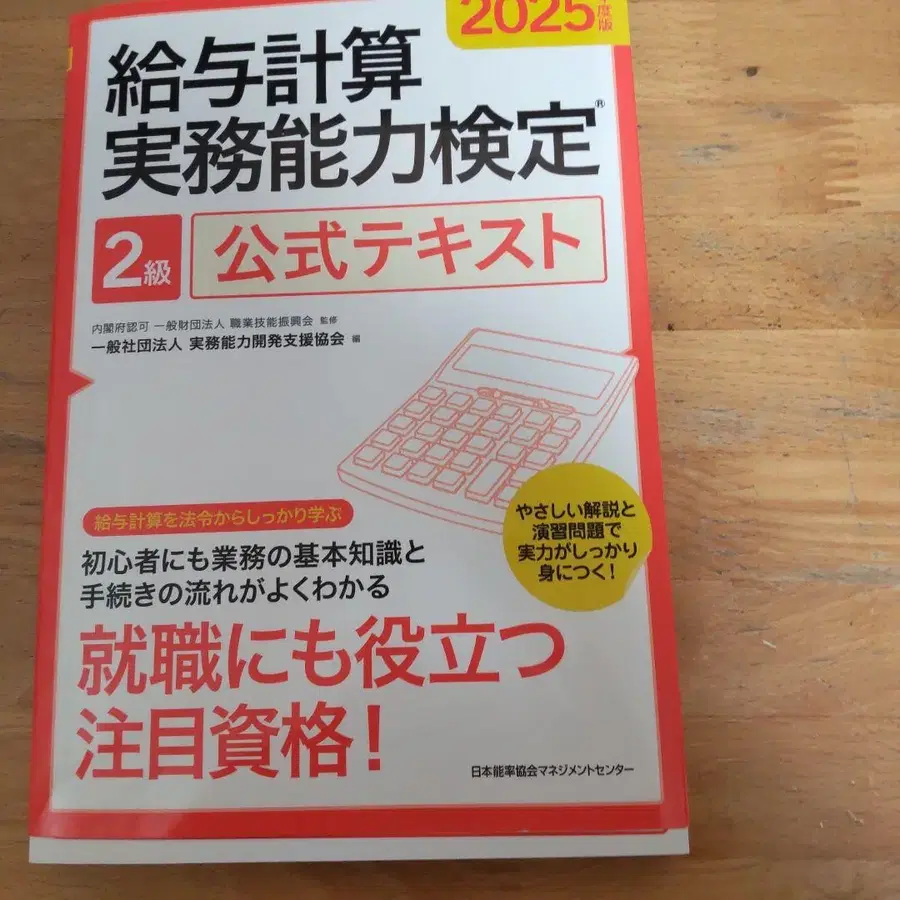 2025年度版
給与計算
実務能力検定®
2級
公式テキスト
内閣府認可 一般財団法人 職業技能振興会 監修
一般社団法人 実務能力開発支援協会 編
やさしい解説と
演習問題で
実力がしっかり
身につく!
給与計算を法令からしっかり学ぶ
初心者にも業務の基本知識と
手続きの流れがよくわかる
就職にも役立つ
注目資格!
日本能率協会マネジメントセンター